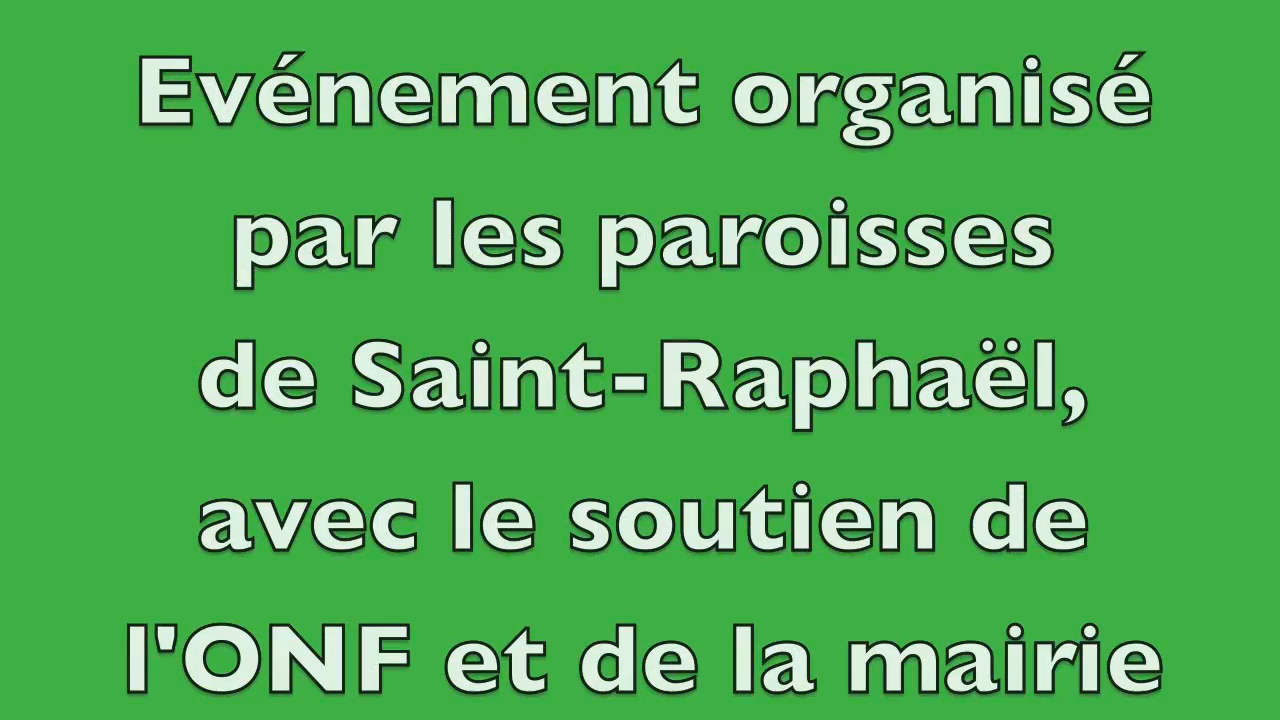 Evénement organisé
par les paroisses
de Saint-Raphaël,
avec le soutien de
l'ONF et de la mairie